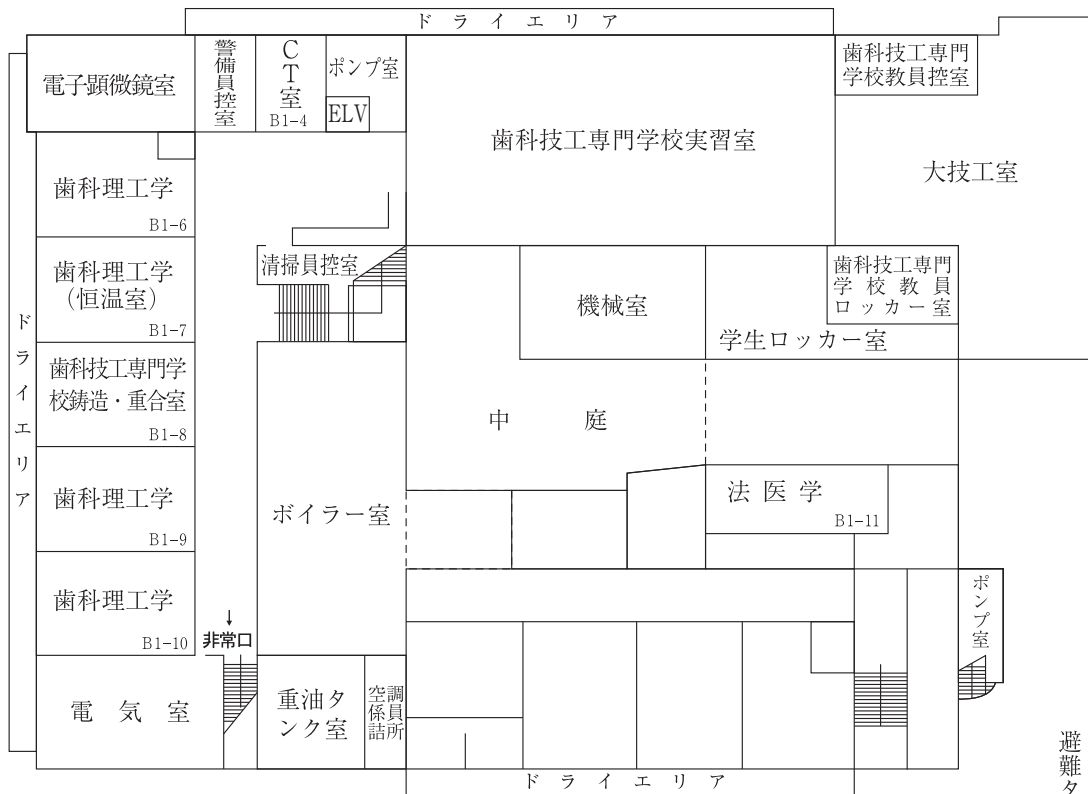 ドライエリア
電子顕微鏡室
警備員控室
CT室
B1-4
ポンプ室
ELV
歯科技工専門学校実習室
歯科技工専門
学校教員控室
大技工室
歯科理工学
B1-6
清掃員控室
歯科理工学
(恒温室)
B1-7
機械室
歯科技工専門
学校教員
ロッカー室
学生ロッカー室
ドライエリア
歯科技工専門学
校鋳造・重合室
B1-8
中庭
歯科理工学
B1-9
ボイラー室
法医学
B1-11
歯科理工学
B1-10
↓
非常口
ポンプ室
電気室
重油タ
ンク室
空調
係員
詰所
ドライエリア
避難タ